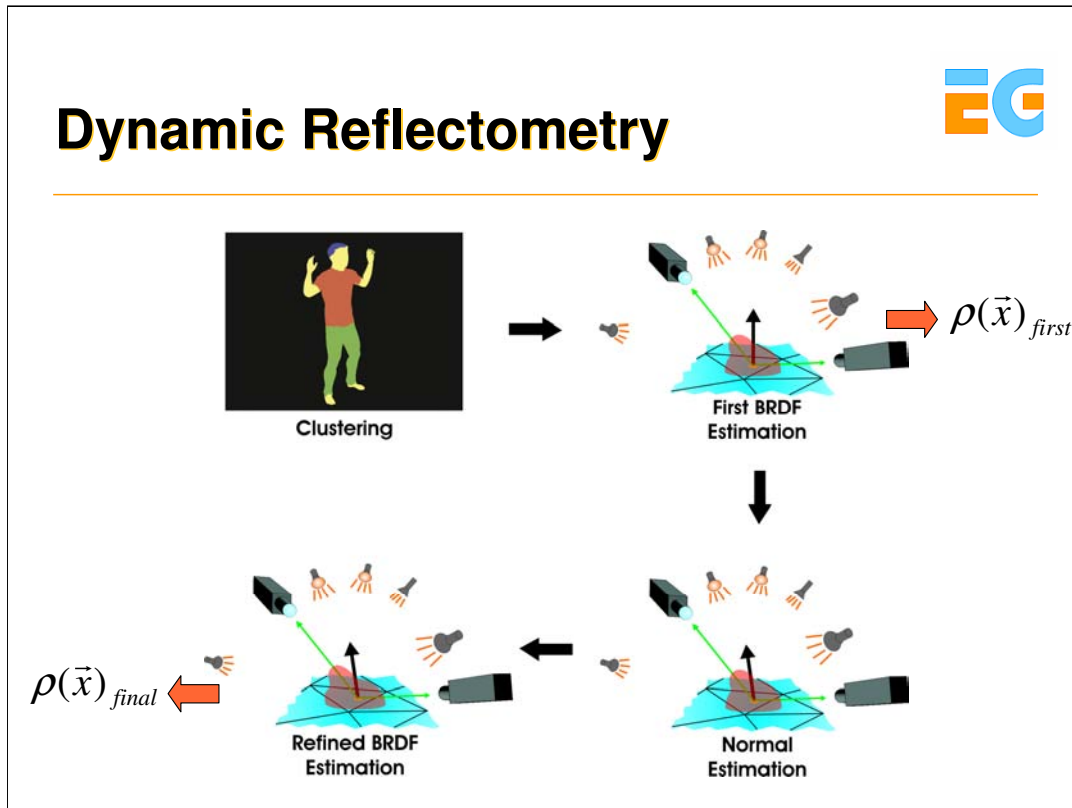 Dynamic Reflectometry
EG
Clustering
First BRDF
Estimation
ρ(x⃗)first
Normal
Estimation
Refined BRDF
Estimation
ρ(x⃗)final